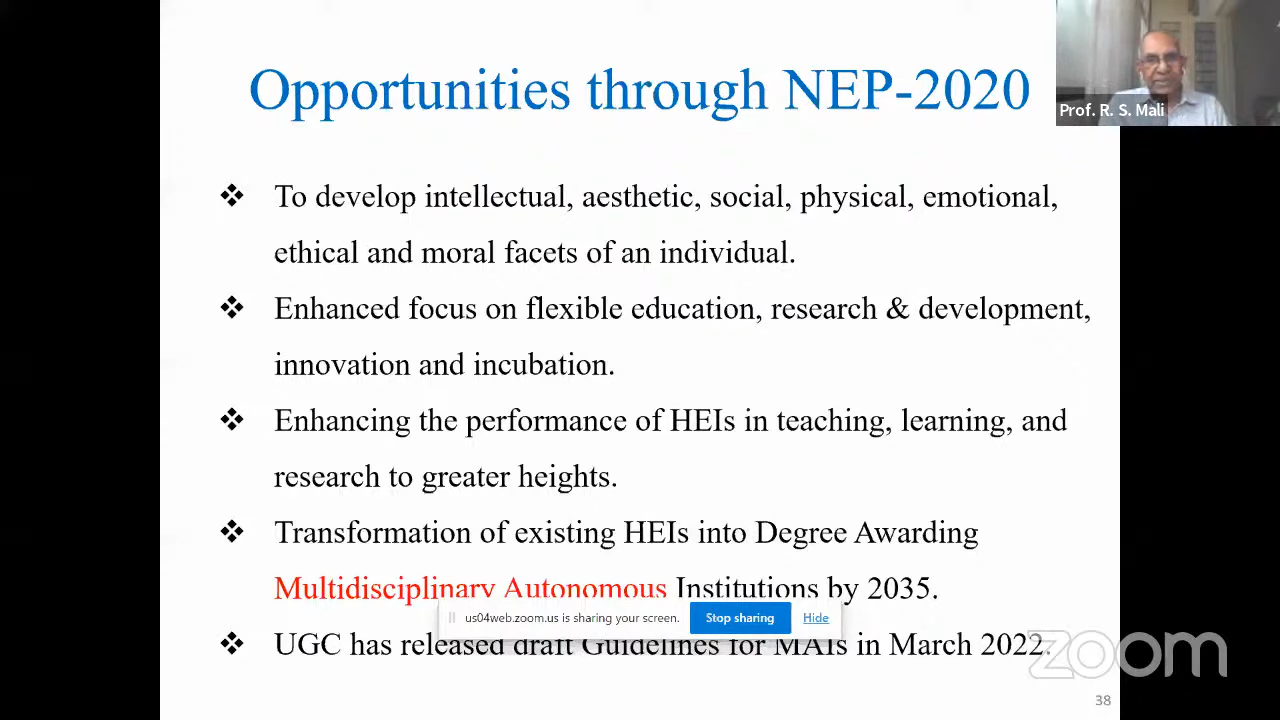 Opportunities through NEP-2020
Prof. R. S. Mali
❖ To develop intellectual, aesthetic, social, physical, emotional,
ethical and moral facets of an individual.
❖ Enhanced focus on flexible education, research & development,
innovation and incubation.
❖ Enhancing the performance of HEIs in teaching, learning, and
research to greater heights.
❖ Transformation of existing HEIs into Degree Awarding
Multidisciplinary Autonomous Institutions by 2035.
us04web.zoom.us is sharing your screen. Stop sharing Hide
❖ UGC has released draft Guidelines for MAIs in March 2022.
zoom
38